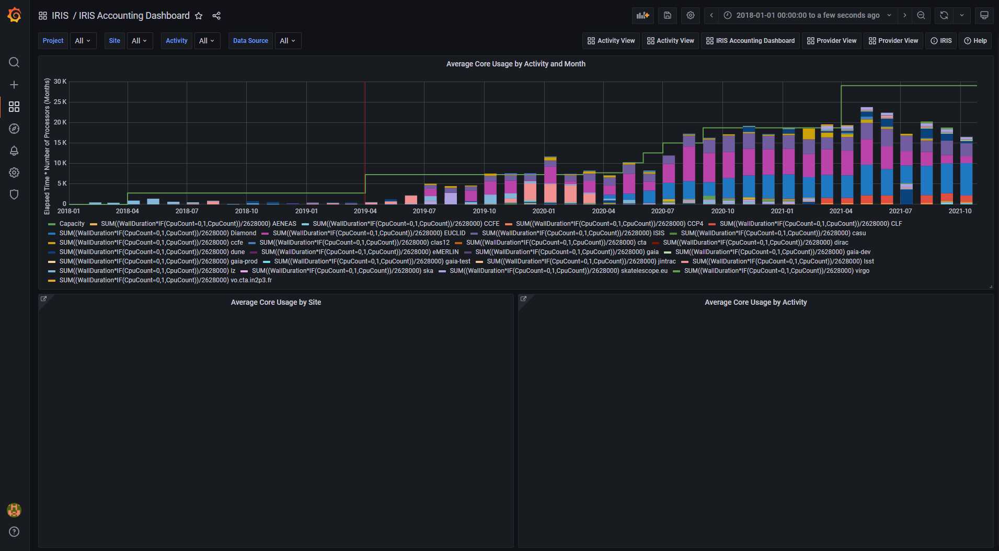 IRIS / IRIS Accounting Dashboard
2018-01-01 00:00:00 to a few seconds ago
Project All Site All Activity All Data Source All
Activity View Activity View IRIS Accounting Dashboard Provider View Provider View IRIS Help
Average Core Usage by Activity and Month
Elapsed Time * Number of Processors (Months)
30 K
25 K
20 K
15 K
10 K
5 K
0
2018-01 2018-04 2018-07 2018-10 2019-01 2019-04 2019-07 2019-10 2020-01 2020-04 2020-07 2020-10 2021-01 2021-04 2021-07 2021-10
Capacity SUM((WallDuration*IF(CpuCount=0,1,CpuCount))/2628000) AENEAS SUM((WallDuration*IF(CpuCount=0,1,CpuCount))/2628000) CCFE SUM((WallDuration*IF(CpuCount=0,1,CpuCount))/2628000) CCP4 SUM((WallDuration*IF(CpuCount=0,1,CpuCount))/2628000) CLF
SUM((WallDuration*IF(CpuCount=0,1,CpuCount))/2628000) Diamond SUM((WallDuration*IF(CpuCount=0,1,CpuCount))/2628000) EUCLID SUM((WallDuration*IF(CpuCount=0,1,CpuCount))/2628000) ISIS SUM((WallDuration*IF(CpuCount=0,1,CpuCount))/2628000) casu
SUM((WallDuration*IF(CpuCount=0,1,CpuCount))/2628000) ccfe SUM((WallDuration*IF(CpuCount=0,1,CpuCount))/2628000) clas12 SUM((WallDuration*IF(CpuCount=0,1,CpuCount))/2628000) cta SUM((WallDuration*IF(CpuCount=0,1,CpuCount))/2628000) dirac
SUM((WallDuration*IF(CpuCount=0,1,CpuCount))/2628000) dune SUM((WallDuration*IF(CpuCount=0,1,CpuCount))/2628000) eMERLIN SUM((WallDuration*IF(CpuCount=0,1,CpuCount))/2628000) gaia SUM((WallDuration*IF(CpuCount=0,1,CpuCount))/2628000) gaia-dev
SUM((WallDuration*IF(CpuCount=0,1,CpuCount))/2628000) gaia-prod SUM((WallDuration*IF(CpuCount=0,1,CpuCount))/2628000) gaia-test SUM((WallDuration*IF(CpuCount=0,1,CpuCount))/2628000) jintrac SUM((WallDuration*IF(CpuCount=0,1,CpuCount))/2628000) lsst
SUM((WallDuration*IF(CpuCount=0,1,CpuCount))/2628000) lz SUM((WallDuration*IF(CpuCount=0,1,CpuCount))/2628000) ska SUM((WallDuration*IF(CpuCount=0,1,CpuCount))/2628000) skatelescope.eu SUM((WallDuration*IF(CpuCount=0,1,CpuCount))/2628000) virgo
SUM((WallDuration*IF(CpuCount=0,1,CpuCount))/2628000) vo.cta.in2p3.fr
Average Core Usage by Site
Average Core Usage by Activity